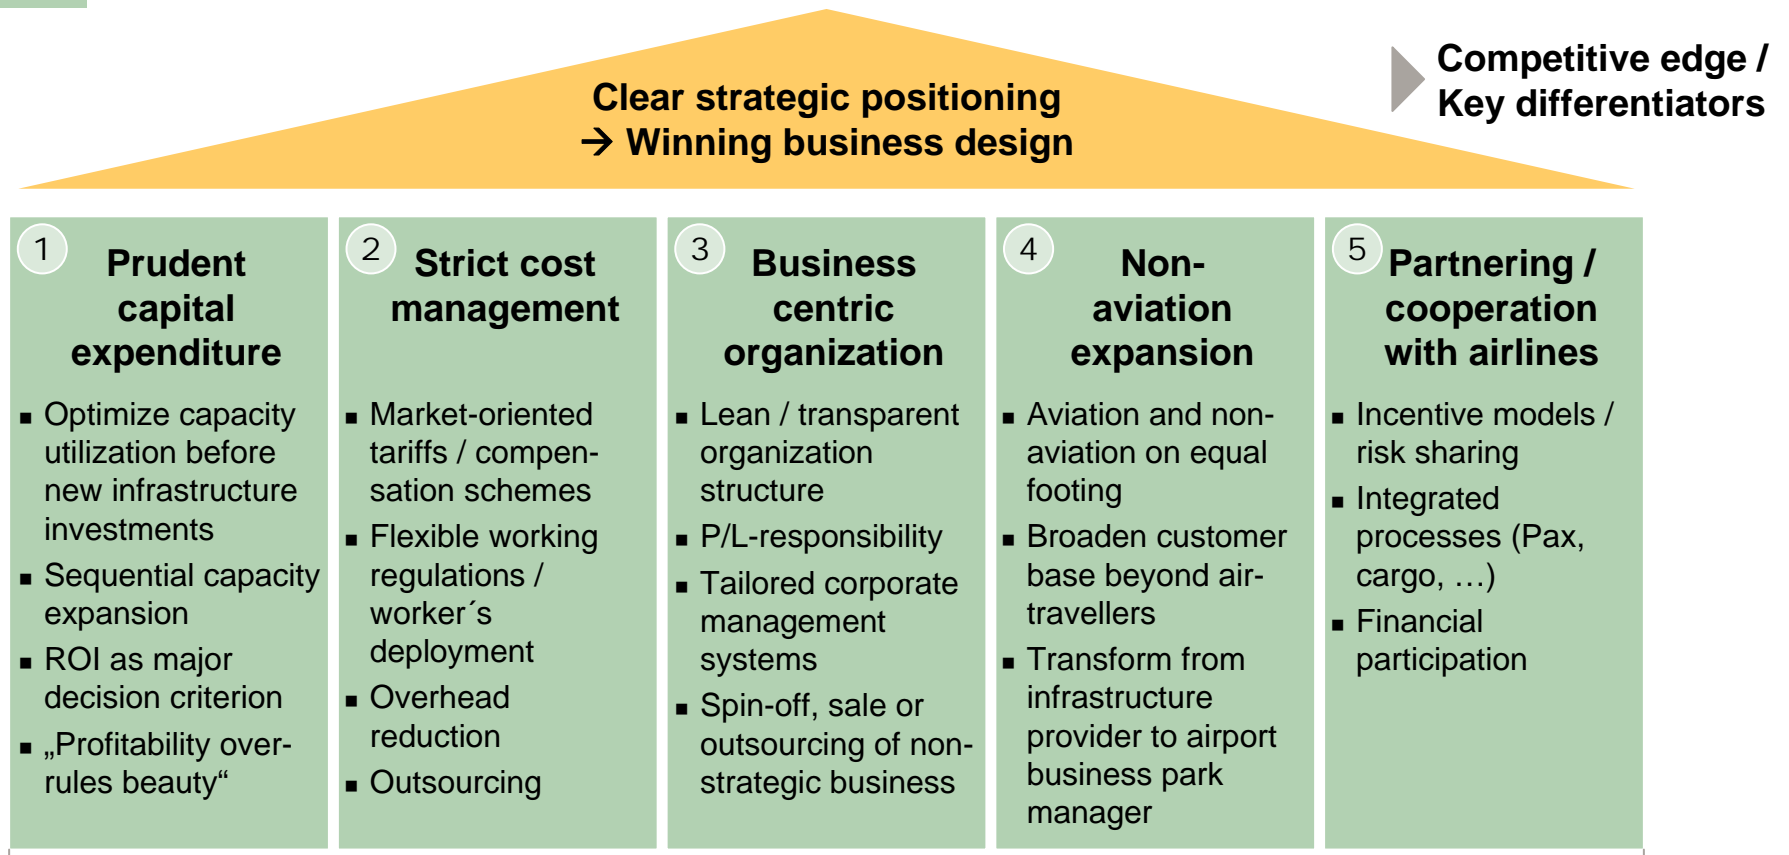 Clear strategic positioning
→ Winning business design
Competitive edge /
Key differentiators
1
Prudent
capital
expenditure
▪ Optimize capacity
utilization before
new infrastructure
investments
▪ Sequential capacity
expansion
▪ ROI as major
decision criterion
▪ „Profitability over-
rules beauty“
2
Strict cost
management
▪ Market-oriented
tariffs / compen-
sation schemes
▪ Flexible working
regulations /
worker´s
deployment
▪ Overhead
reduction
▪ Outsourcing
3
Business
centric
organization
▪ Lean / transparent
organization
structure
▪ P/L-responsibility
▪ Tailored corporate
management
systems
▪ Spin-off, sale or
outsourcing of non-
strategic business
4
Non-
aviation
expansion
▪ Aviation and non-
aviation on equal
footing
▪ Broaden customer
base beyond air-
travellers
▪ Transform from
infrastructure
provider to airport
business park
manager
5
Partnering /
cooperation
with airlines
▪ Incentive models /
risk sharing
▪ Integrated
processes (Pax,
cargo, …)
▪ Financial
participation